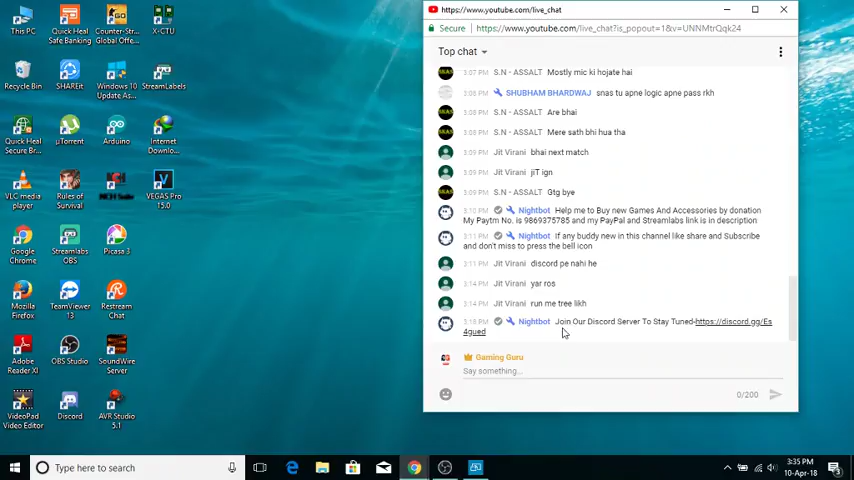 https://www.youtube.com/live_chat
Secure https://www.youtube.com/live_chat?is_popout=1&v=UNNMtrQqk24
Top chat
3:07 PM S.N - ASSALT Mostly mic ki hojate hai
3:08 PM SHUBHAM BHARDWAJ snas tu apne logic apne pass rkh
3:08 PM S.N - ASSALT Are bhai
3:08 PM S.N - ASSALT Mere sath bhi hua tha
3:09 PM Jit Virani bhai next match
3:09 PM Jit Virani jiT ign
3:09 PM S.N - ASSALT Gtg bye
3:10 PM Nightbot Help me to Buy new Games And Accessories by donation
My Paytm No. is 9869375785 and my PayPal and Streamlabs link is in description
3:11 PM Nightbot If any buddy new in this channel like share and Subscribe
and don't miss to press the bell icon
3:11 PM Jit Virani discord pe nahi he
3:14 PM Jit Virani yar ros
3:14 PM Jit Virani run me tree likh
3:18 PM Nightbot Join Our Discord Server To Stay Tuned-https://discord.gg/Es
4gued
Gaming Guru
Say something...
0/200
This PC
Quick Heal
Safe Banking
Counter-Str...
Global Offe...
X-CTU
Recycle Bin
SHAREit
Windows 10
Update As...
StreamLabels
Quick Heal
Secure Br...
µTorrent
Arduino
Internet
Downlo...
VLC media
player
Rules of
Survival
VEGAS Pro
15.0
Google
Chrome
Streamlabs
OBS
Picasa 3
Mozilla
Firefox
TeamViewer
13
Restream
Chat
Adobe
Reader XI
OBS Studio
SoundWire
Server
VideoPad
Video Editor
Discord
AVR Studio
5.1
Type here to search
3:35 PM
10-Apr-18
3